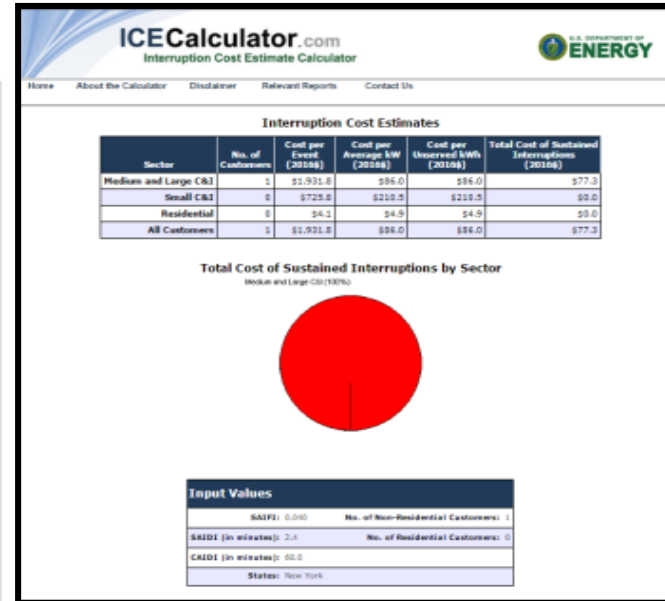 ICECalculator.com
Interruption Cost Estimate Calculator
U.S. DEPARTMENT OF
ENERGY
Home About the Calculator Disclaimer Relevant Reports Contact Us
Interruption Cost Estimates
Sector No. of Customers Cost per Event (2016$) Cost per Average kW (2016$) Cost per Unserved kWh (2016$) Total Cost of Sustained Interruptions (2016$)
Medium and Large C&I 1 $1,931.8 $86.0 $86.0 $77.3
Small C&I 0 $725.8 $218.5 $218.5 $0.0
Residential 0 $4.1 $4.9 $4.9 $0.0
All Customers 1 $1,931.8 $86.0 $86.0 $77.3
Total Cost of Sustained Interruptions by Sector
Medium and Large C&I (100%)
Input Values
SAIFI: 0.040 No. of Non-Residential Customers: 1
SAIDI (in minutes): 2.4 No. of Residential Customers: 0
CAIDI (in minutes): 60.0
States: New York